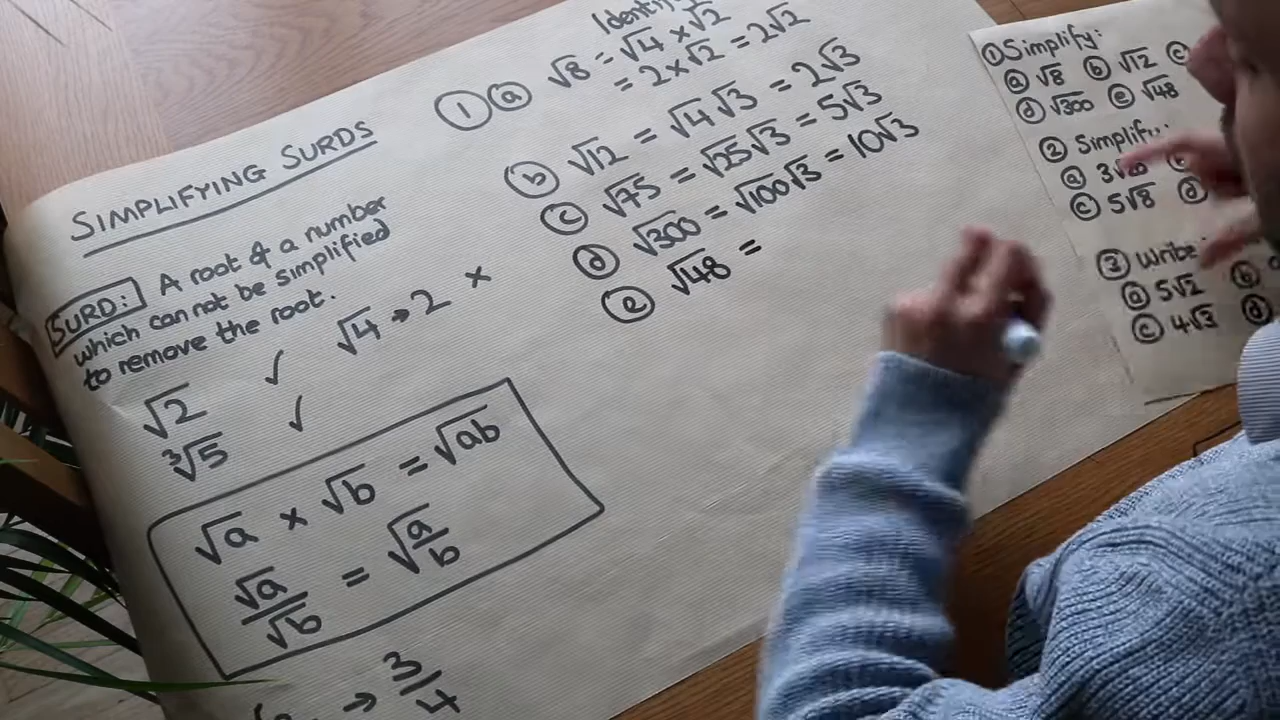 SIMPLIFYING SURDS
SURD: A root of a number
which can not be simplified
to remove the root.
√2 ✓ √4 → 2 ×
∛5 ✓
√a × √b = √ab
√a/√b = √(a/b)
→ 3/4
① ⓐ √8 = √4 × √2
= 2 × √2 = 2√2
ⓑ √12 = √4√3 = 2√3
ⓒ √75 = √25√3 = 5√3
ⓓ √300 = √100√3 = 10√3
ⓔ √48 =
① Simplify:
ⓐ √8 ⓑ √12 ⓒ
ⓓ √300 ⓔ √48
② Simplify:
ⓐ
ⓒ 5√8 ⓓ
③ Write
ⓐ 5√2 ⓑ
ⓒ 4√3 ⓓ